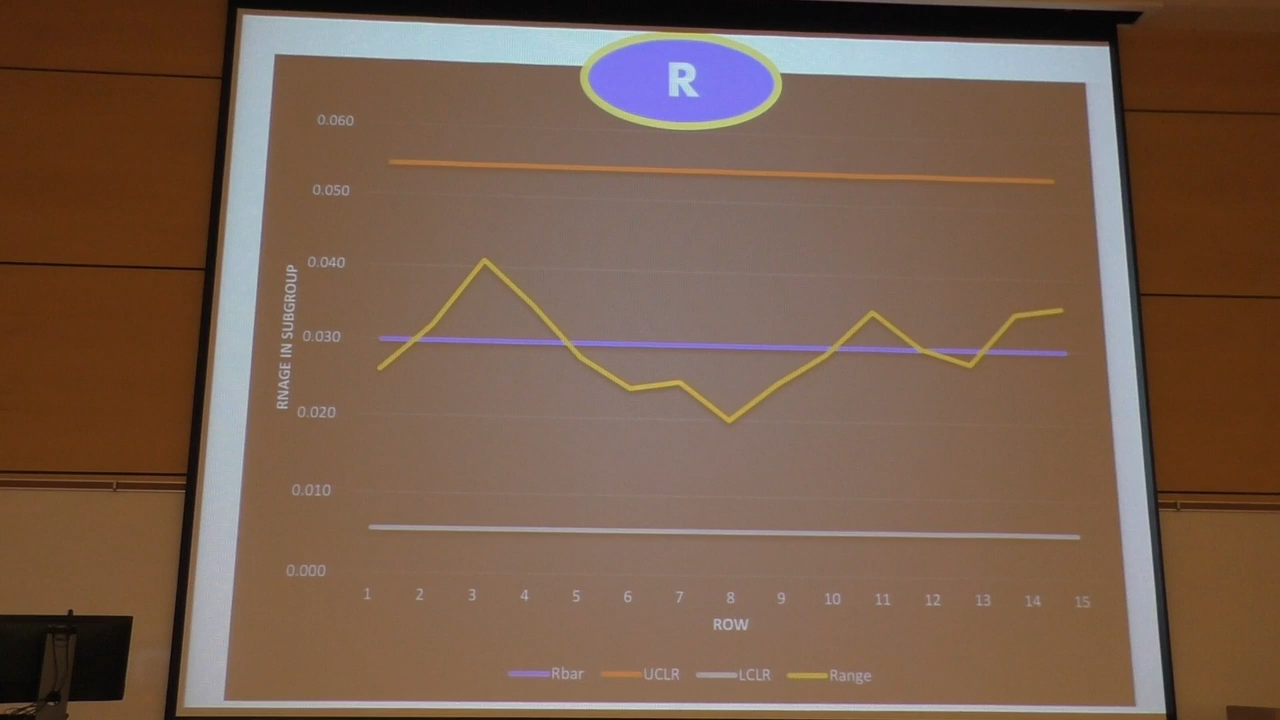 R
0.060
0.050
0.040
0.030
0.020
0.010
0.000
RNAGE IN SUBGROUP
1 2 3 4 5 6 7 8 9 10 11 12 13 14 15
ROW
Rbar UCLR LCLR Range